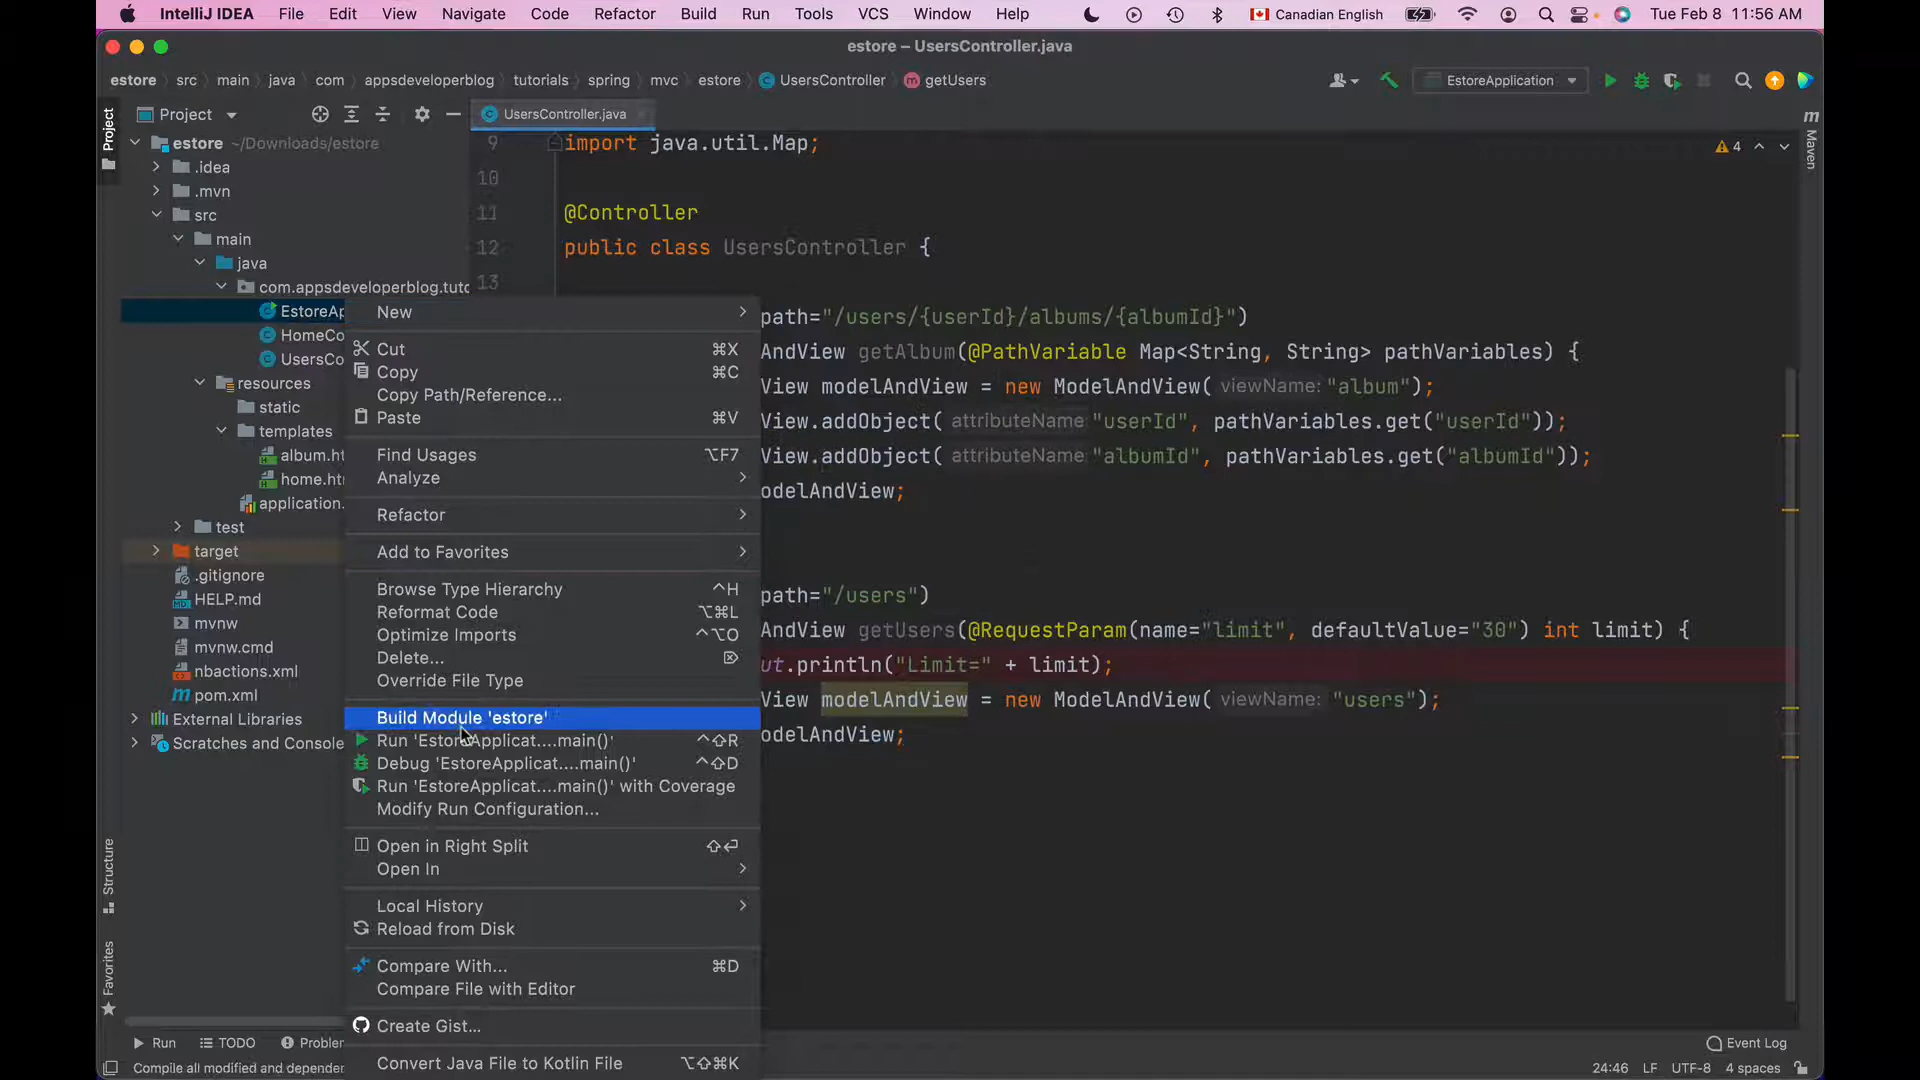 IntelliJ IDEA File Edit View Navigate Code Refactor Build Run Tools VCS Window Help Canadian English Tue Feb 8 11:56 AM
estore – UsersController.java
estore src main java com appsdeveloperblog tutorials spring mvc estore UsersController getUsers EstoreApplication
Project
Project
UsersController.java
Maven
estore ~/Downloads/estore
.idea
.mvn
src
main
java
com.appsdeveloperblog.tuto
EstoreAp
HomeCo
UsersCo
resources
static
templates
album.ht
home.ht
application.
test
target
.gitignore
HELP.md
mvnw
mvnw.cmd
nbactions.xml
pom.xml
External Libraries
Scratches and Console
Structure
Favorites
New
Cut ⌘X
Copy ⌘C
Copy Path/Reference...
Paste ⌘V
Find Usages ⌥F7
Analyze
Refactor
Add to Favorites
Browse Type Hierarchy ^H
Reformat Code ⌥⌘L
Optimize Imports ^⌥O
Delete... ⌦
Override File Type
Build Module 'estore'
Run 'EstoreApplicat....main()' ^⇧R
Debug 'EstoreApplicat....main()' ^⇧D
Run 'EstoreApplicat....main()' with Coverage
Modify Run Configuration...
Open in Right Split ⇧⏎
Open In
Local History
Reload from Disk
Compare With... ⌘D
Compare File with Editor
Create Gist...
Convert Java File to Kotlin File ⌥⇧⌘K
4
9 import java.util.Map;
10
11 @Controller
12 public class UsersController {
13
path="/users/{userId}/albums/{albumId}")
AndView getAlbum(@PathVariable Map<String, String> pathVariables) {
View modelAndView = new ModelAndView( viewName: "album");
View.addObject( attributeName: "userId", pathVariables.get("userId"));
View.addObject( attributeName: "albumId", pathVariables.get("albumId"));
odelAndView;
path="/users")
AndView getUsers(@RequestParam(name="limit", defaultValue="30") int limit) {
ut.println("Limit=" + limit);
View modelAndView = new ModelAndView( viewName: "users");
odelAndView;
Run TODO Problem Event Log
Compile all modified and depender 24:46 LF UTF-8 4 spaces